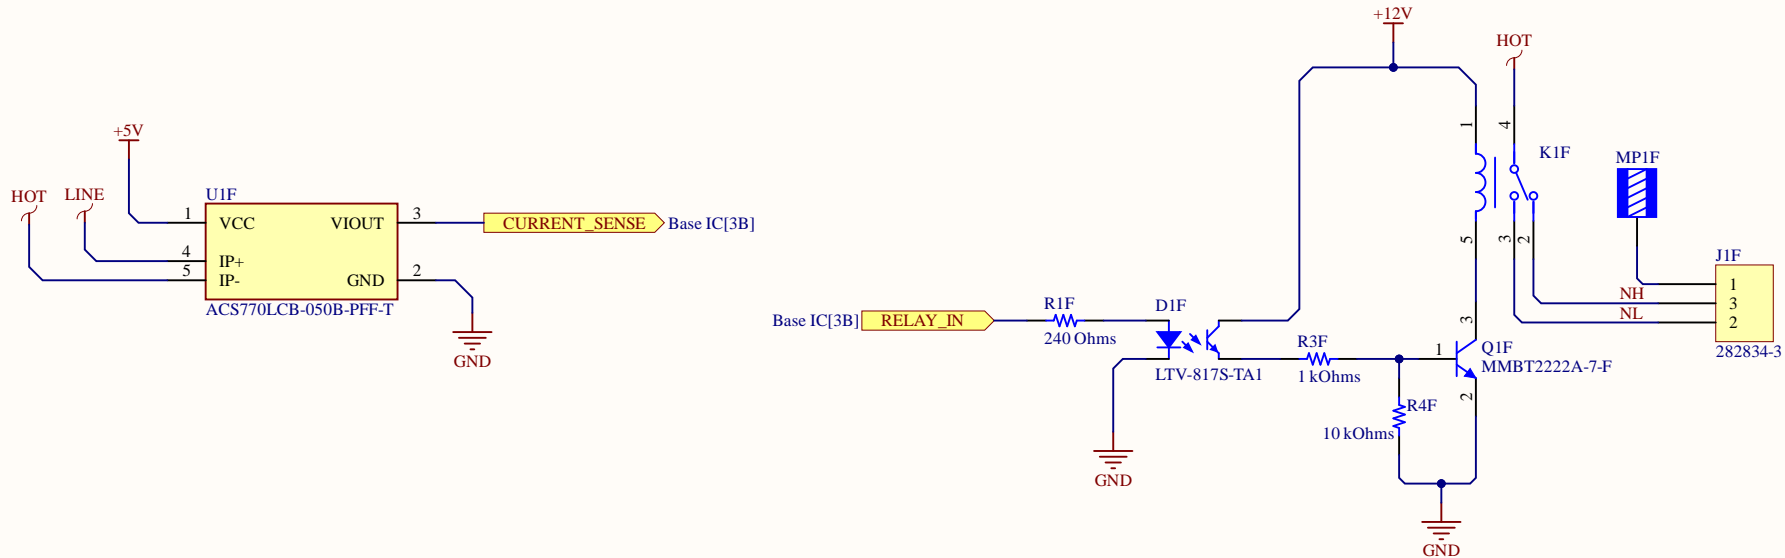 +5V
HOT
LINE
U1F
1
VCC
VIOUT
3
4
IP+
5
IP-
GND
2
ACS770LCB-050B-PFF-T
CURRENT_SENSE
Base IC[3B]
GND
Base IC[3B]
RELAY_IN
R1F
240 Ohms
D1F
LTV-817S-TA1
GND
R3F
1 kOhms
R4F
10 kOhms
+12V
HOT
1
4
K1F
5
3
2
3
1
Q1F
MMBT2222A-7-F
2
GND
MP1F
J1F
1
NH
3
NL
2
282834-3